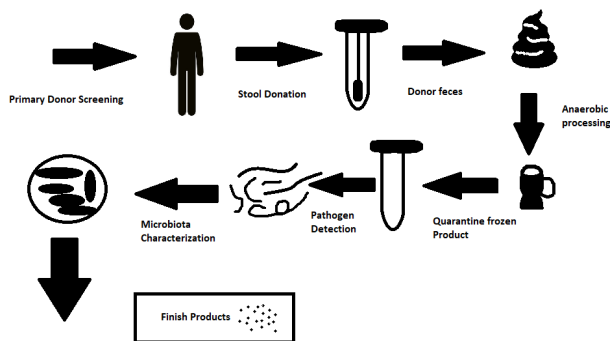 Primary Donor Screening
Stool Donation
Donor feces
Anaerobic
processing
Quarantine frozen
Product
Pathogen
Detection
Microbiota
Characterization
Finish Products